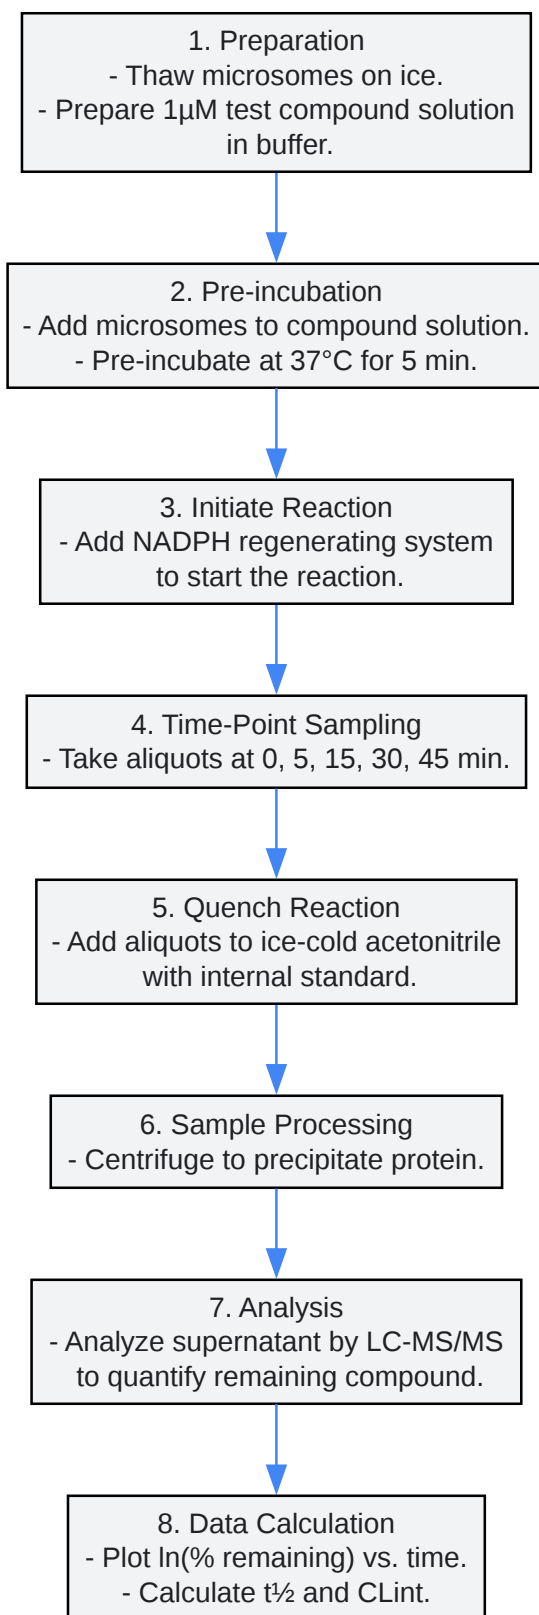 1. Preparation
- Thaw microsomes on ice.
- Prepare 1µM test compound solution
in buffer.
2. Pre-incubation
- Add microsomes to compound solution.
- Pre-incubate at 37°C for 5 min.
3. Initiate Reaction
- Add NADPH regenerating system
to start the reaction.
4. Time-Point Sampling
- Take aliquots at 0, 5, 15, 30, 45 min.
5. Quench Reaction
- Add aliquots to ice-cold acetonitrile
with internal standard.
6. Sample Processing
- Centrifuge to precipitate protein.
7. Analysis
- Analyze supernatant by LC-MS/MS
to quantify remaining compound.
8. Data Calculation
- Plot ln(% remaining) vs. time.
- Calculate t½ and CLint.